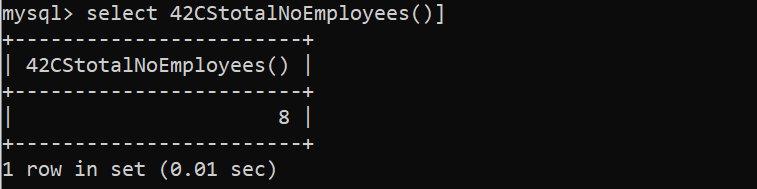 mysql> select 42CStotalNoEmployees()]
+------------------------+
| 42CStotalNoEmployees() |
+------------------------+
|                      8 |
+------------------------+
1 row in set (0.01 sec)